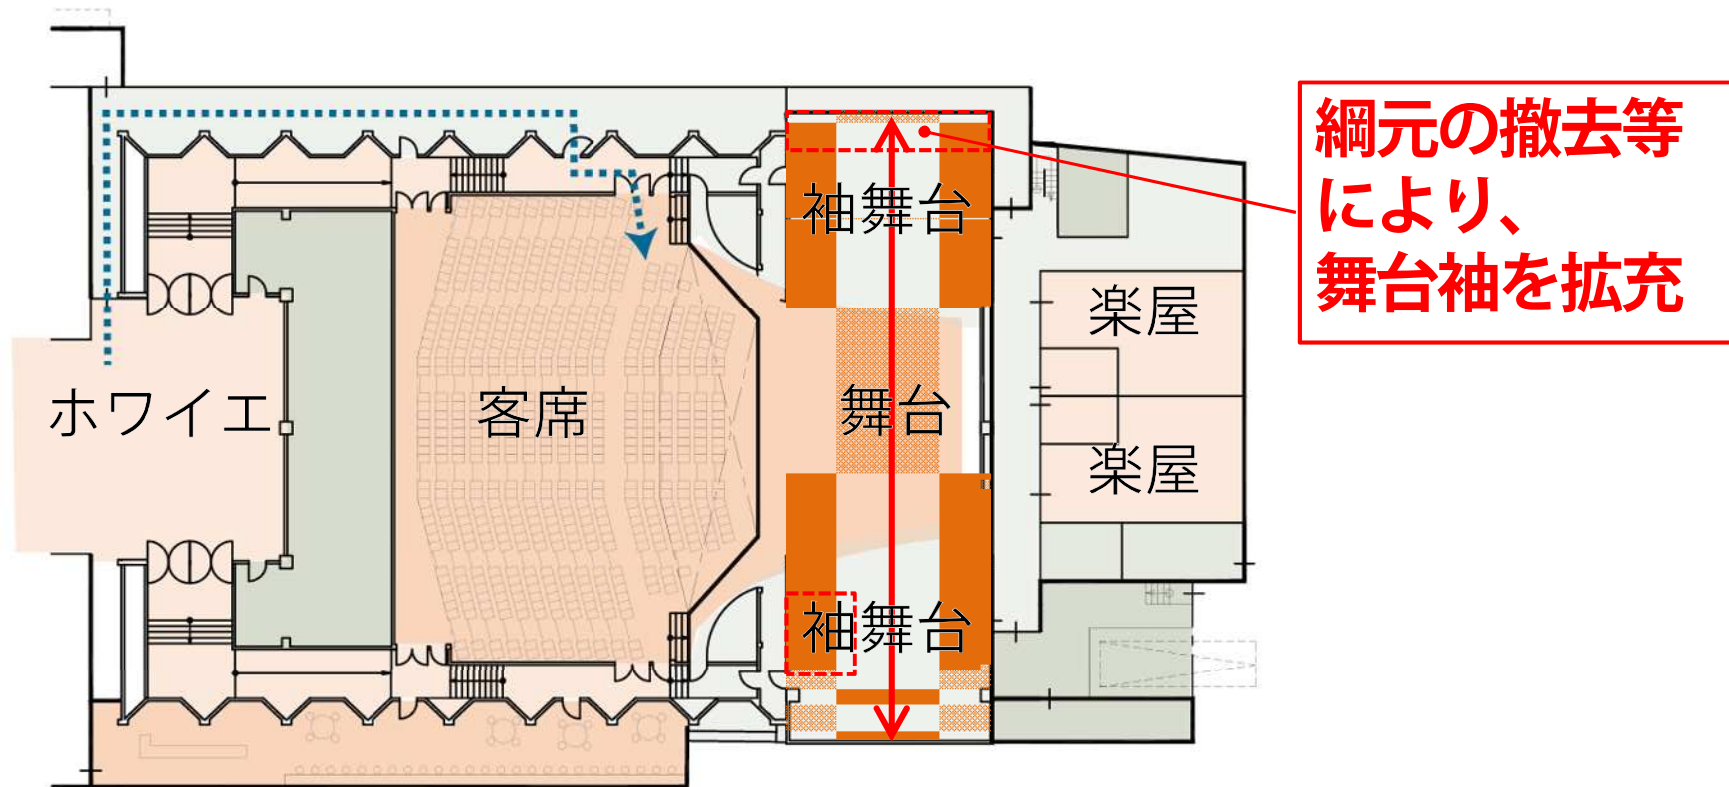 綱元の撤去等
により、
舞台袖を拡充
袖舞台
楽屋
ホワイエ
客席
舞台
楽屋
袖舞台